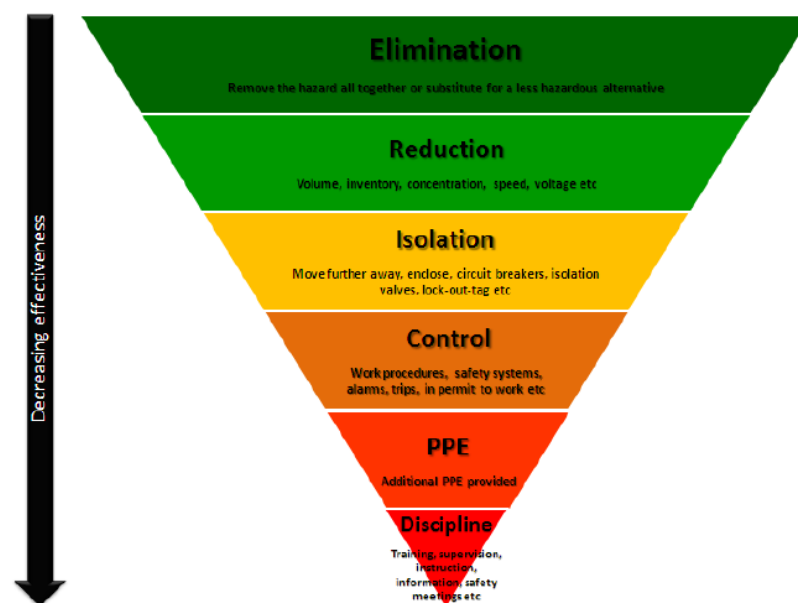 Decreasing effectiveness
Elimination
Remove the hazard all together or substitute for a less hazardous alternative
Reduction
Volume, inventory, concentration, speed, voltage etc
Isolation
Move further away, enclose, circuit breakers, isolation
valves, lock-out-tag etc
Control
Work procedures, safety systems,
alarms, trips, in permit to work etc
PPE
Additional PPE provided
Discipline
Training, supervision,
instruction,
information, safety
meetings etc